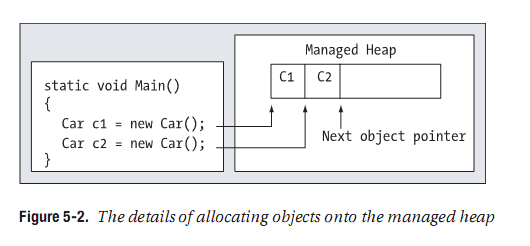 static void Main()
{
Car c1 = new Car();
Car c2 = new Car();
}
Managed Heap
C1 C2
Next object pointer
Figure 5-2. The details of allocating objects onto the managed heap